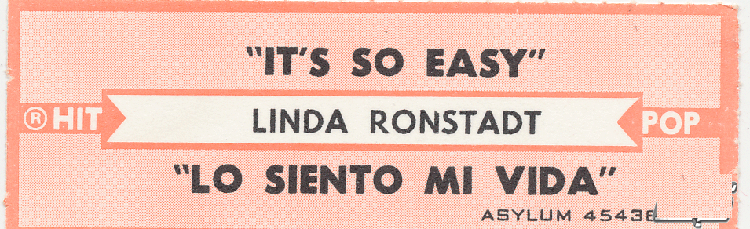 "IT'S SO EASY"
® HIT LINDA RONSTADT POP
"LO SIENTO MI VIDA"
ASYLUM 45438